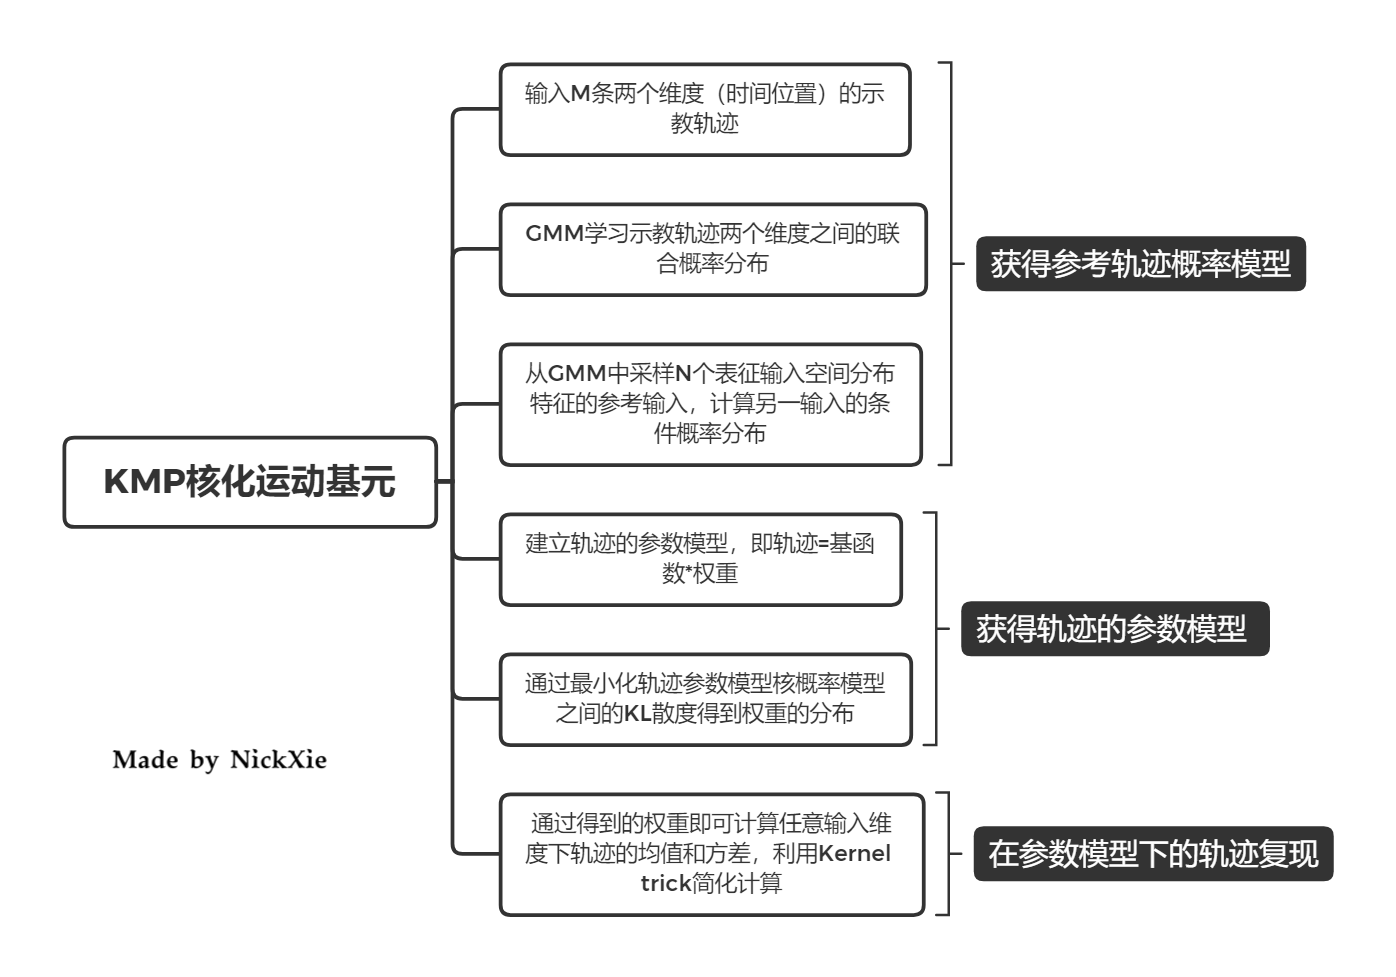 输入M条两个维度（时间位置）的示
教轨迹
GMM学习示教轨迹两个维度之间的联
合概率分布
从GMM中采样N个表征输入空间分布
特征的参考输入，计算另一输入的条
件概率分布
获得参考轨迹概率模型
KMP核化运动基元
建立轨迹的参数模型，即轨迹=基函
数*权重
通过最小化轨迹参数模型核概率模型
之间的KL散度得到权重的分布
获得轨迹的参数模型
通过得到的权重即可计算任意输入维
度下轨迹的均值和方差，利用Kernel
trick简化计算
在参数模型下的轨迹复现
Made by NickXie